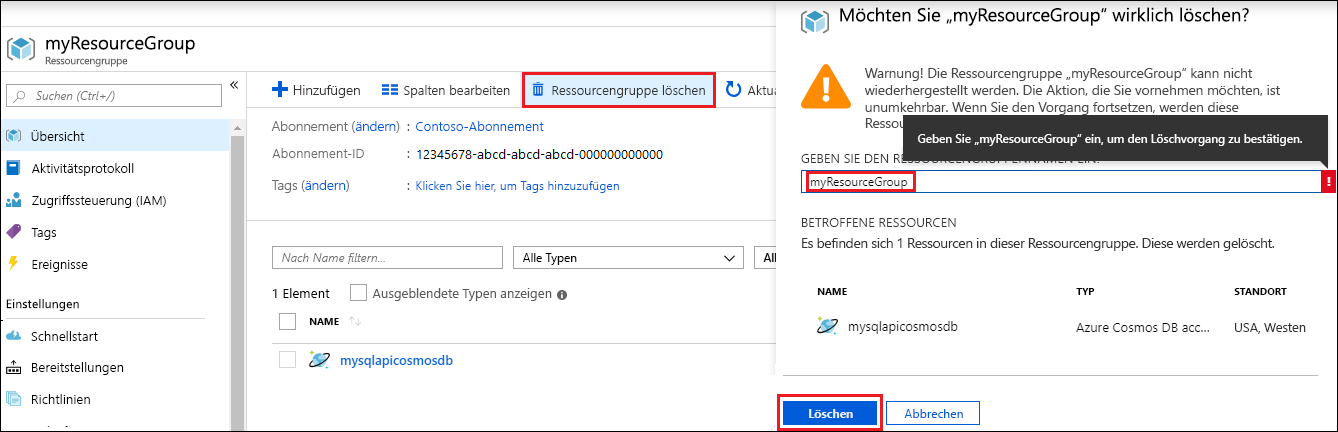 myResourceGroup
Ressourcengruppe
Suchen (Ctrl+/)
«
Übersicht
Aktivitätsprotokoll
Zugriffssteuerung (IAM)
Tags
Ereignisse
Einstellungen
Schnellstart
Bereitstellungen
Richtlinien
Hinzufügen Spalten bearbeiten Ressourcengruppe löschen Aktu
Abonnement (ändern) : Contoso-Abonnement
Abonnement-ID : 12345678-abcd-abcd-abcd-000000000000
Tags (ändern) : Klicken Sie hier, um Tags hinzuzufügen
Nach Name filtern... Alle Typen All
1 Element Ausgeblendete Typen anzeigen
NAME
mysqlapicosmosdb
Möchten Sie „myResourceGroup“ wirklich löschen?
Warnung! Die Ressourcengruppe „myResourceGroup“ kann nicht
wiederhergestellt werden. Die Aktion, die Sie vornehmen möchten, ist
unumkehrbar. Wenn Sie den Vorgang fortsetzen, werden diese
Ressou
Geben Sie „myResourceGroup“ ein, um den Löschvorgang zu bestätigen.
GEBEN SIE DEN RESSOURCENGRUPPENNAMEN EIN:
myResourceGroup
!
BETROFFENE RESSOURCEN
Es befinden sich 1 Ressourcen in dieser Ressourcengruppe. Diese werden gelöscht.
NAME TYP STANDORT
mysqlapicosmosdb Azure Cosmos DB acc... USA, Westen
Löschen Abbrechen